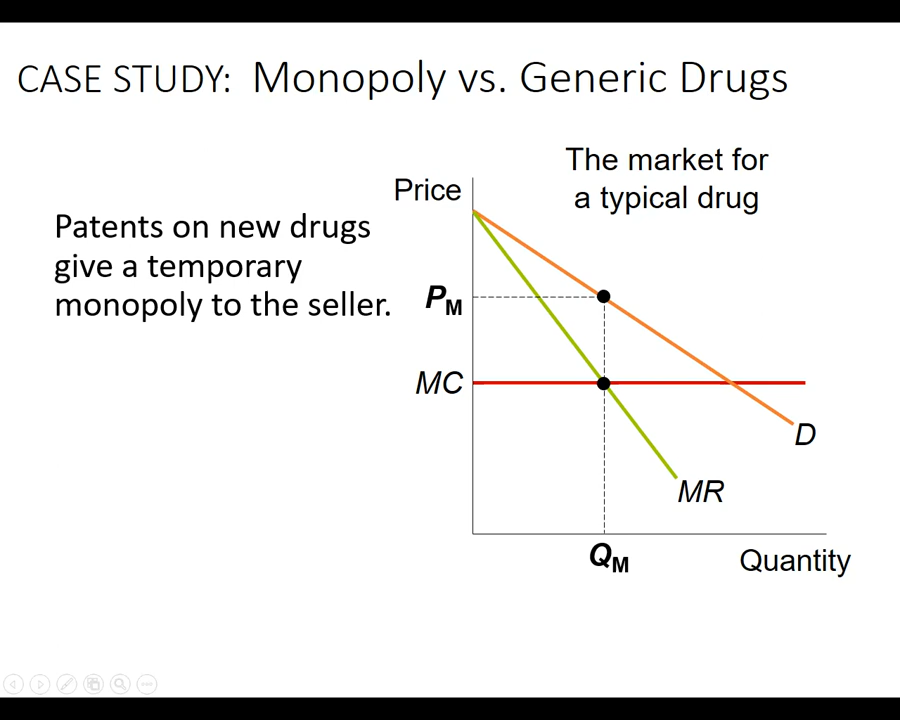 CASE STUDY: Monopoly vs. Generic Drugs
The market for
a typical drug
Patents on new drugs
give a temporary
monopoly to the seller.
Price
PM
MC
D
MR
QM
Quantity